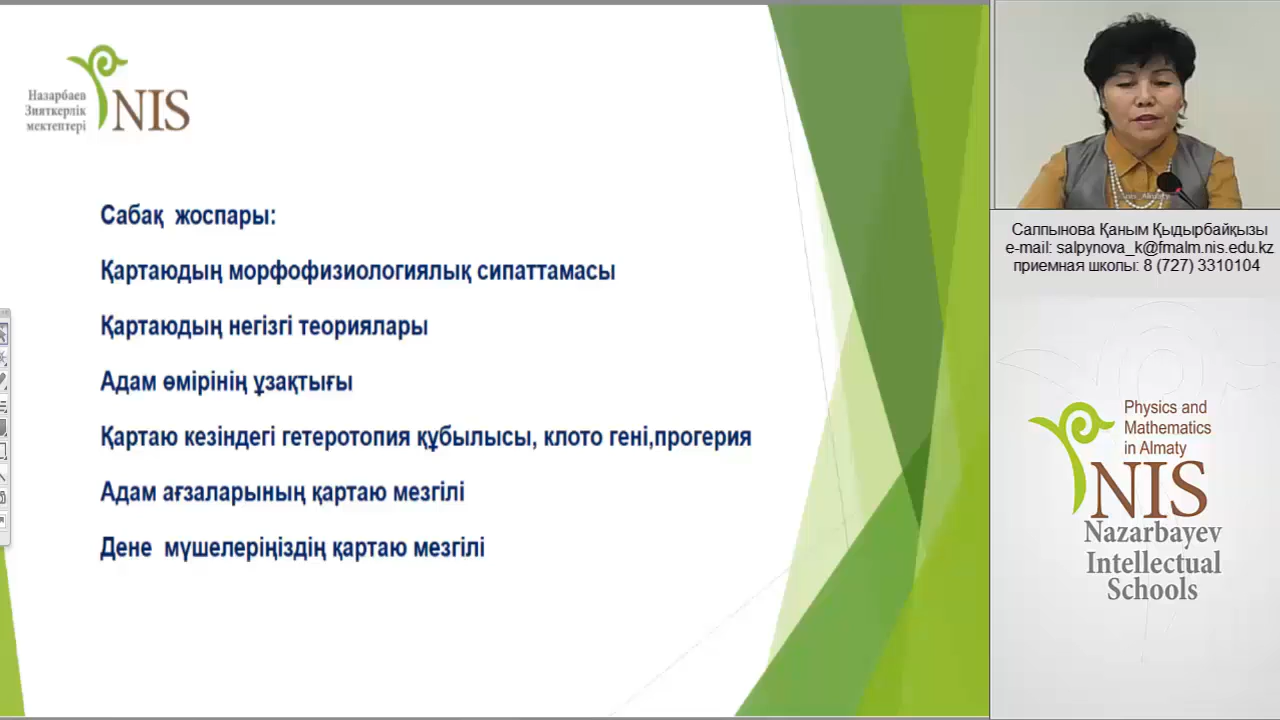 Назарбаев
Зияткерлік
мектептері
NIS
Сабақ жоспары:
Қартаюдың морфофизиологиялық сипаттамасы
Қартаюдың негізгі теориялары
Адам өмірінің ұзақтығы
Қартаю кезіндегі гетеротопия құбылысы, клото гені,прогерия
Адам ағзаларының қартаю мезгілі
Дене мүшелеріңіздің қартаю мезгілі
Салпынова Қаным Қыдырбайқызы
e-mail: salpynova_k@fmalm.nis.edu.kz
приемная школы: 8 (727) 3310104
Physics and
Mathematics
in Almaty
NIS
Nazarbayev
Intellectual
Schools